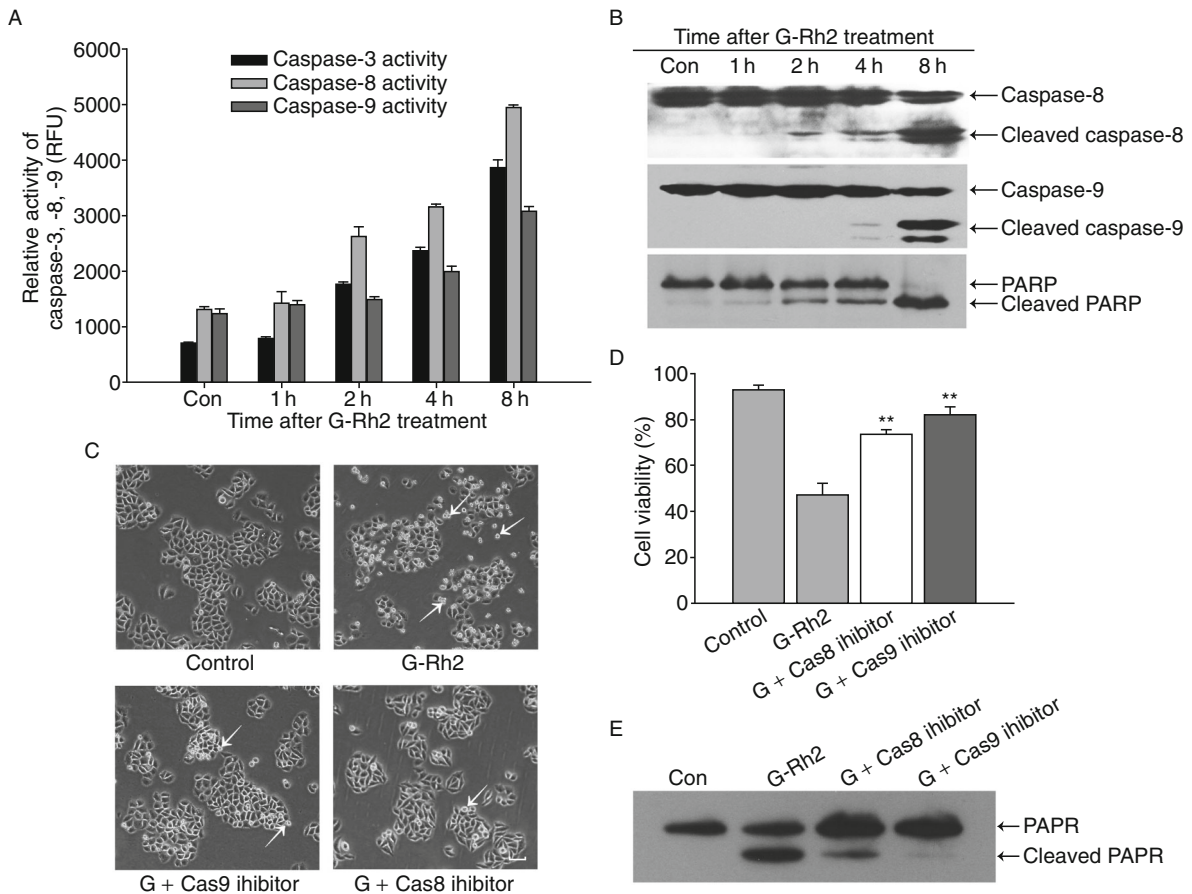 A
6000
5000
4000
3000
2000
1000
0
Relative activity of
caspase-3, -8, -9 (RFU)
Caspase-3 activity
Caspase-8 activity
Caspase-9 activity
Con
1 h
2 h
4 h
8 h
Time after G-Rh2 treatment
B
Time after G-Rh2 treatment
Con
1 h
2 h
4 h
8 h
Caspase-8
Cleaved caspase-8
Caspase-9
Cleaved caspase-9
PARP
Cleaved PARP
C
Control
G-Rh2
G + Cas9 ihibitor
G + Cas8 ihibitor
D
100
80
60
40
20
0
Cell viability (%)
**
**
Control
G-Rh2
G + Cas8 ihibitor
G + Cas9 ihibitor
E
Con
G-Rh2
G + Cas8 ihibitor
G + Cas9 ihibitor
PAPR
Cleaved PAPR